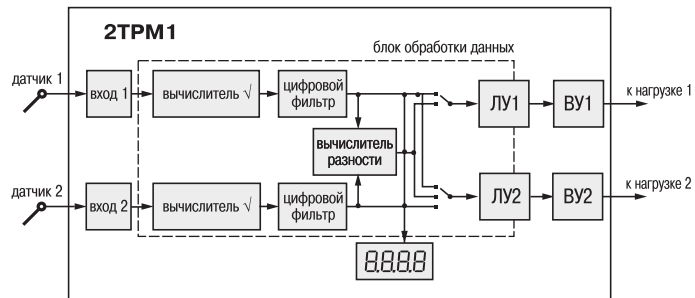 2ТРМ1
блок обработки данных
датчик 1
вход 1
вычислитель √
цифровой
фильтр
ЛУ1
ВУ1
к нагрузке 1
вычислитель
разности
датчик 2
вход 2
вычислитель √
цифровой
фильтр
ЛУ2
ВУ2
к нагрузке 2
8.8.8.8